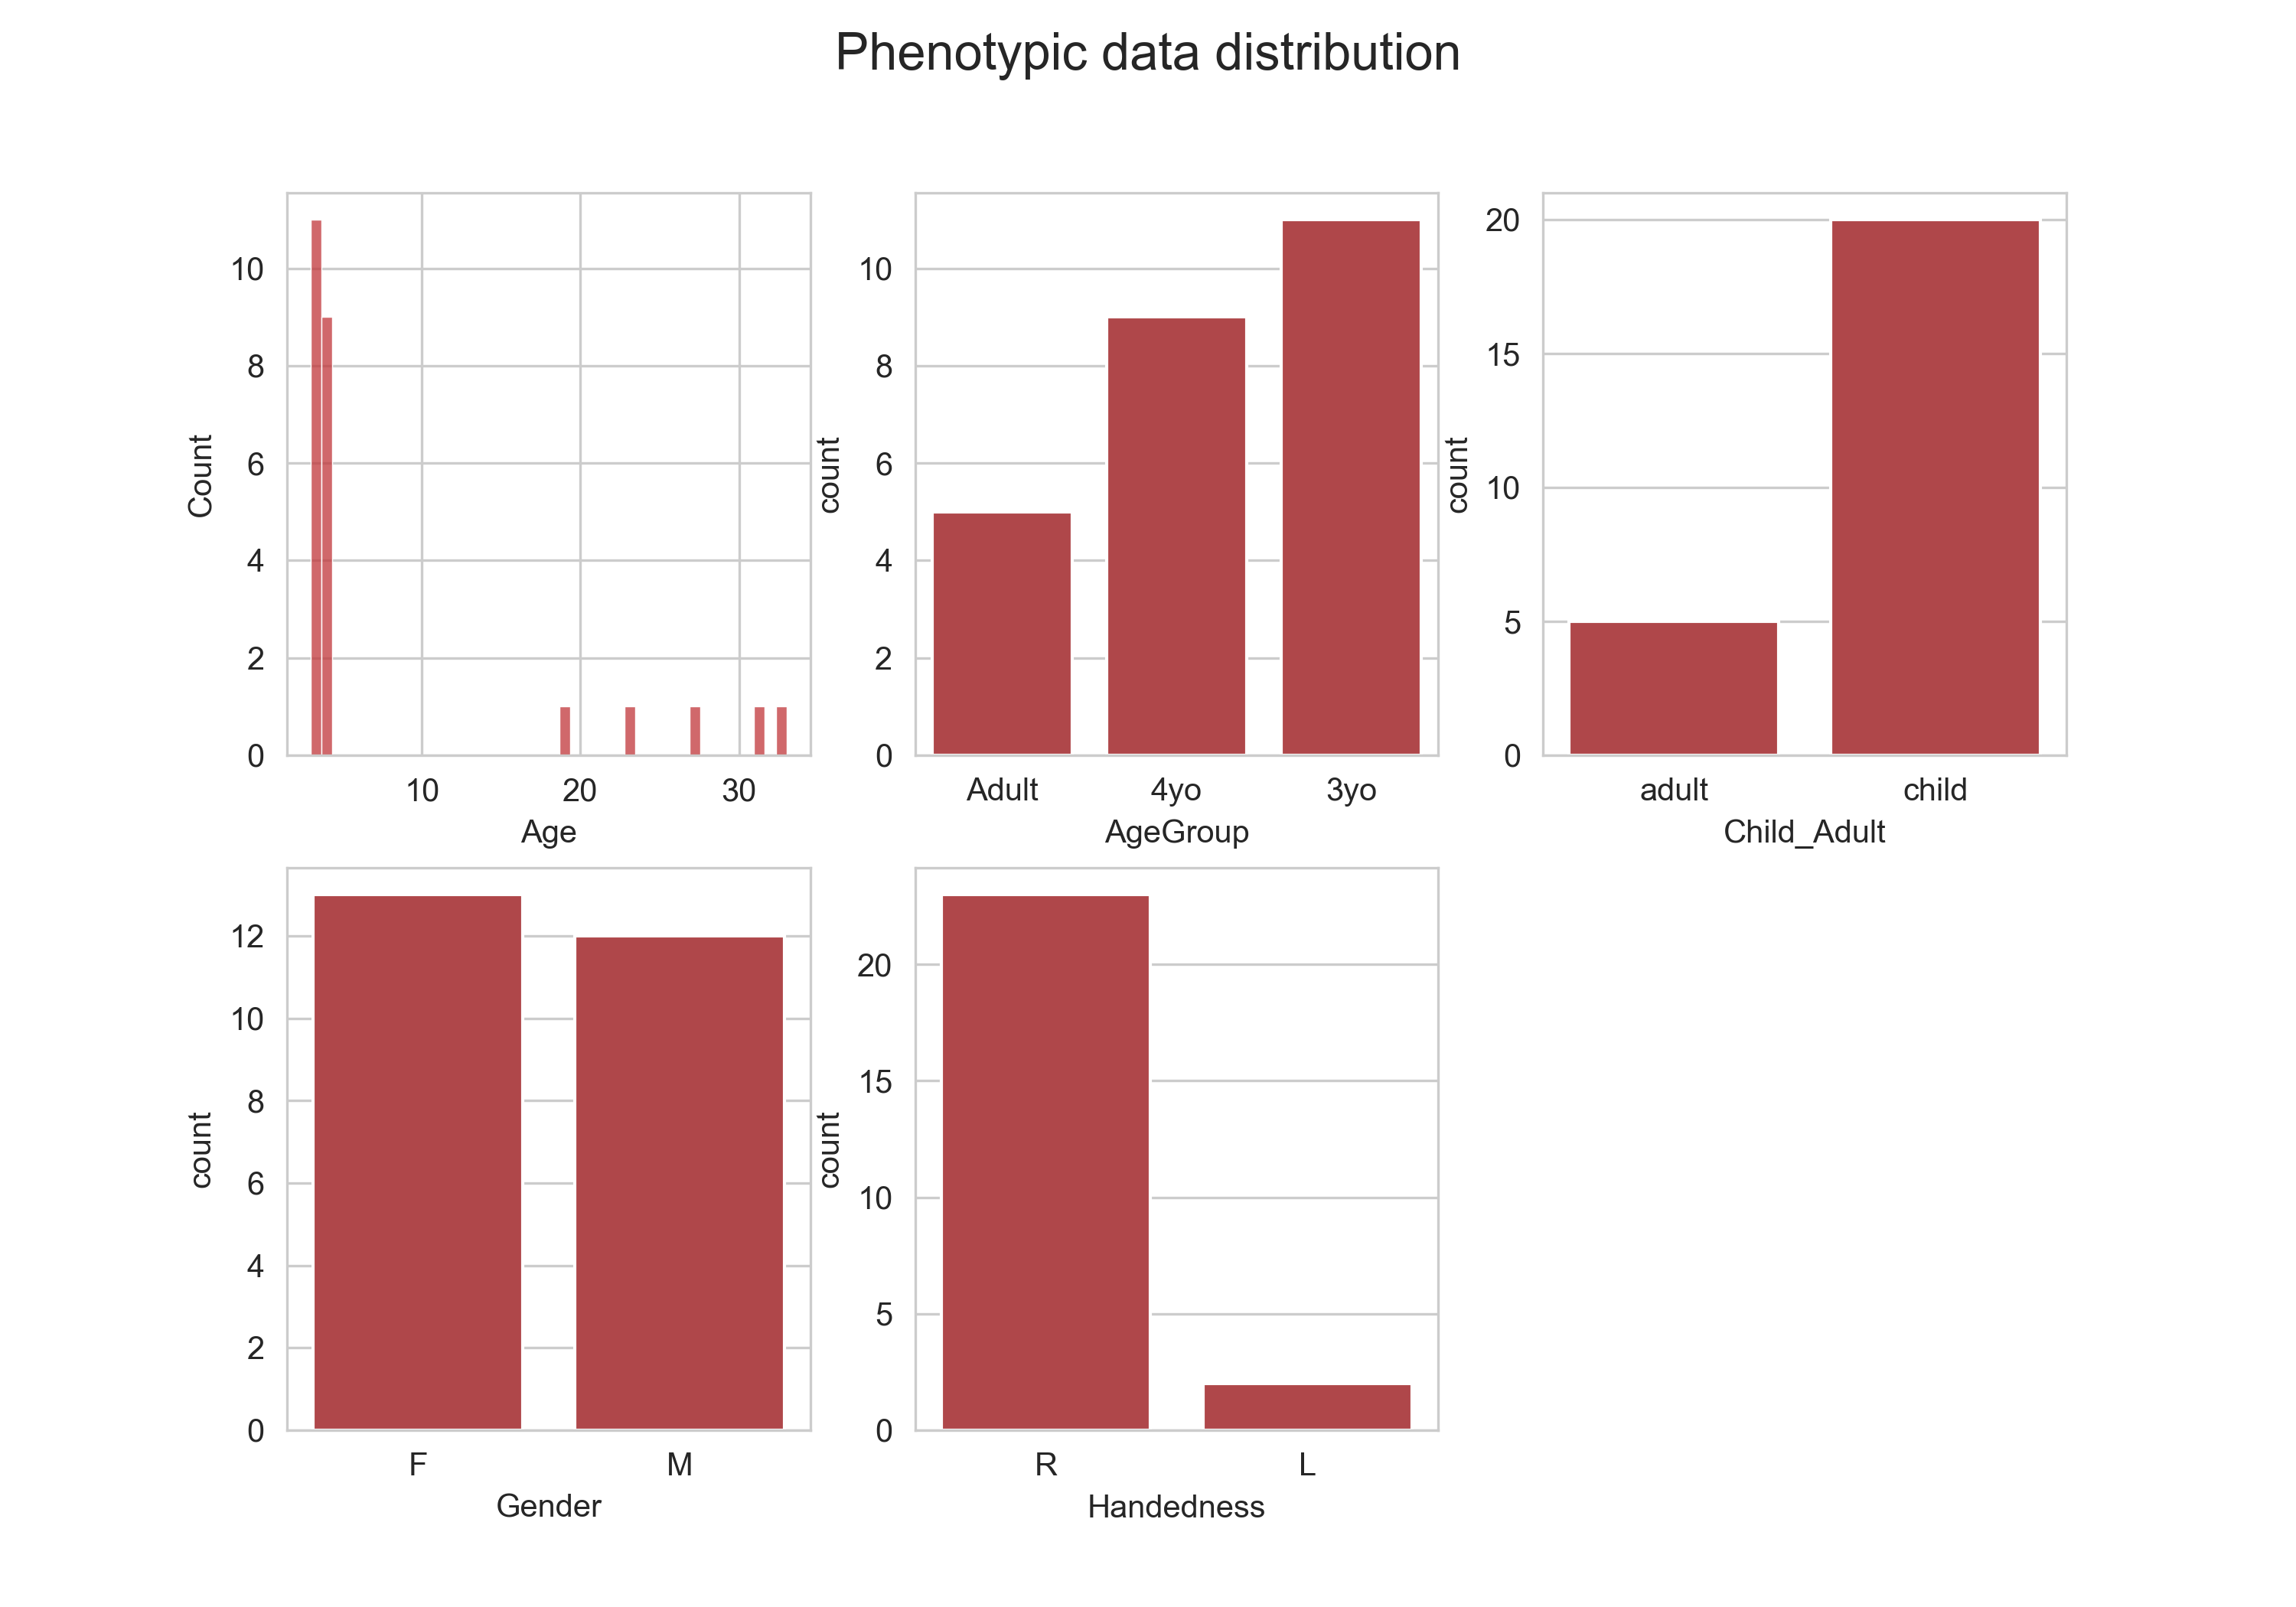 Phenotypic data distribution
Count
10
8
6
4
2
0
10 20 30
Age
count
10
8
6
4
2
0
Adult 4yo 3yo
AgeGroup
count
20
15
10
5
0
adult child
Child_Adult
count
12
10
8
6
4
2
0
F M
Gender
count
20
15
10
5
0
R L
Handedness